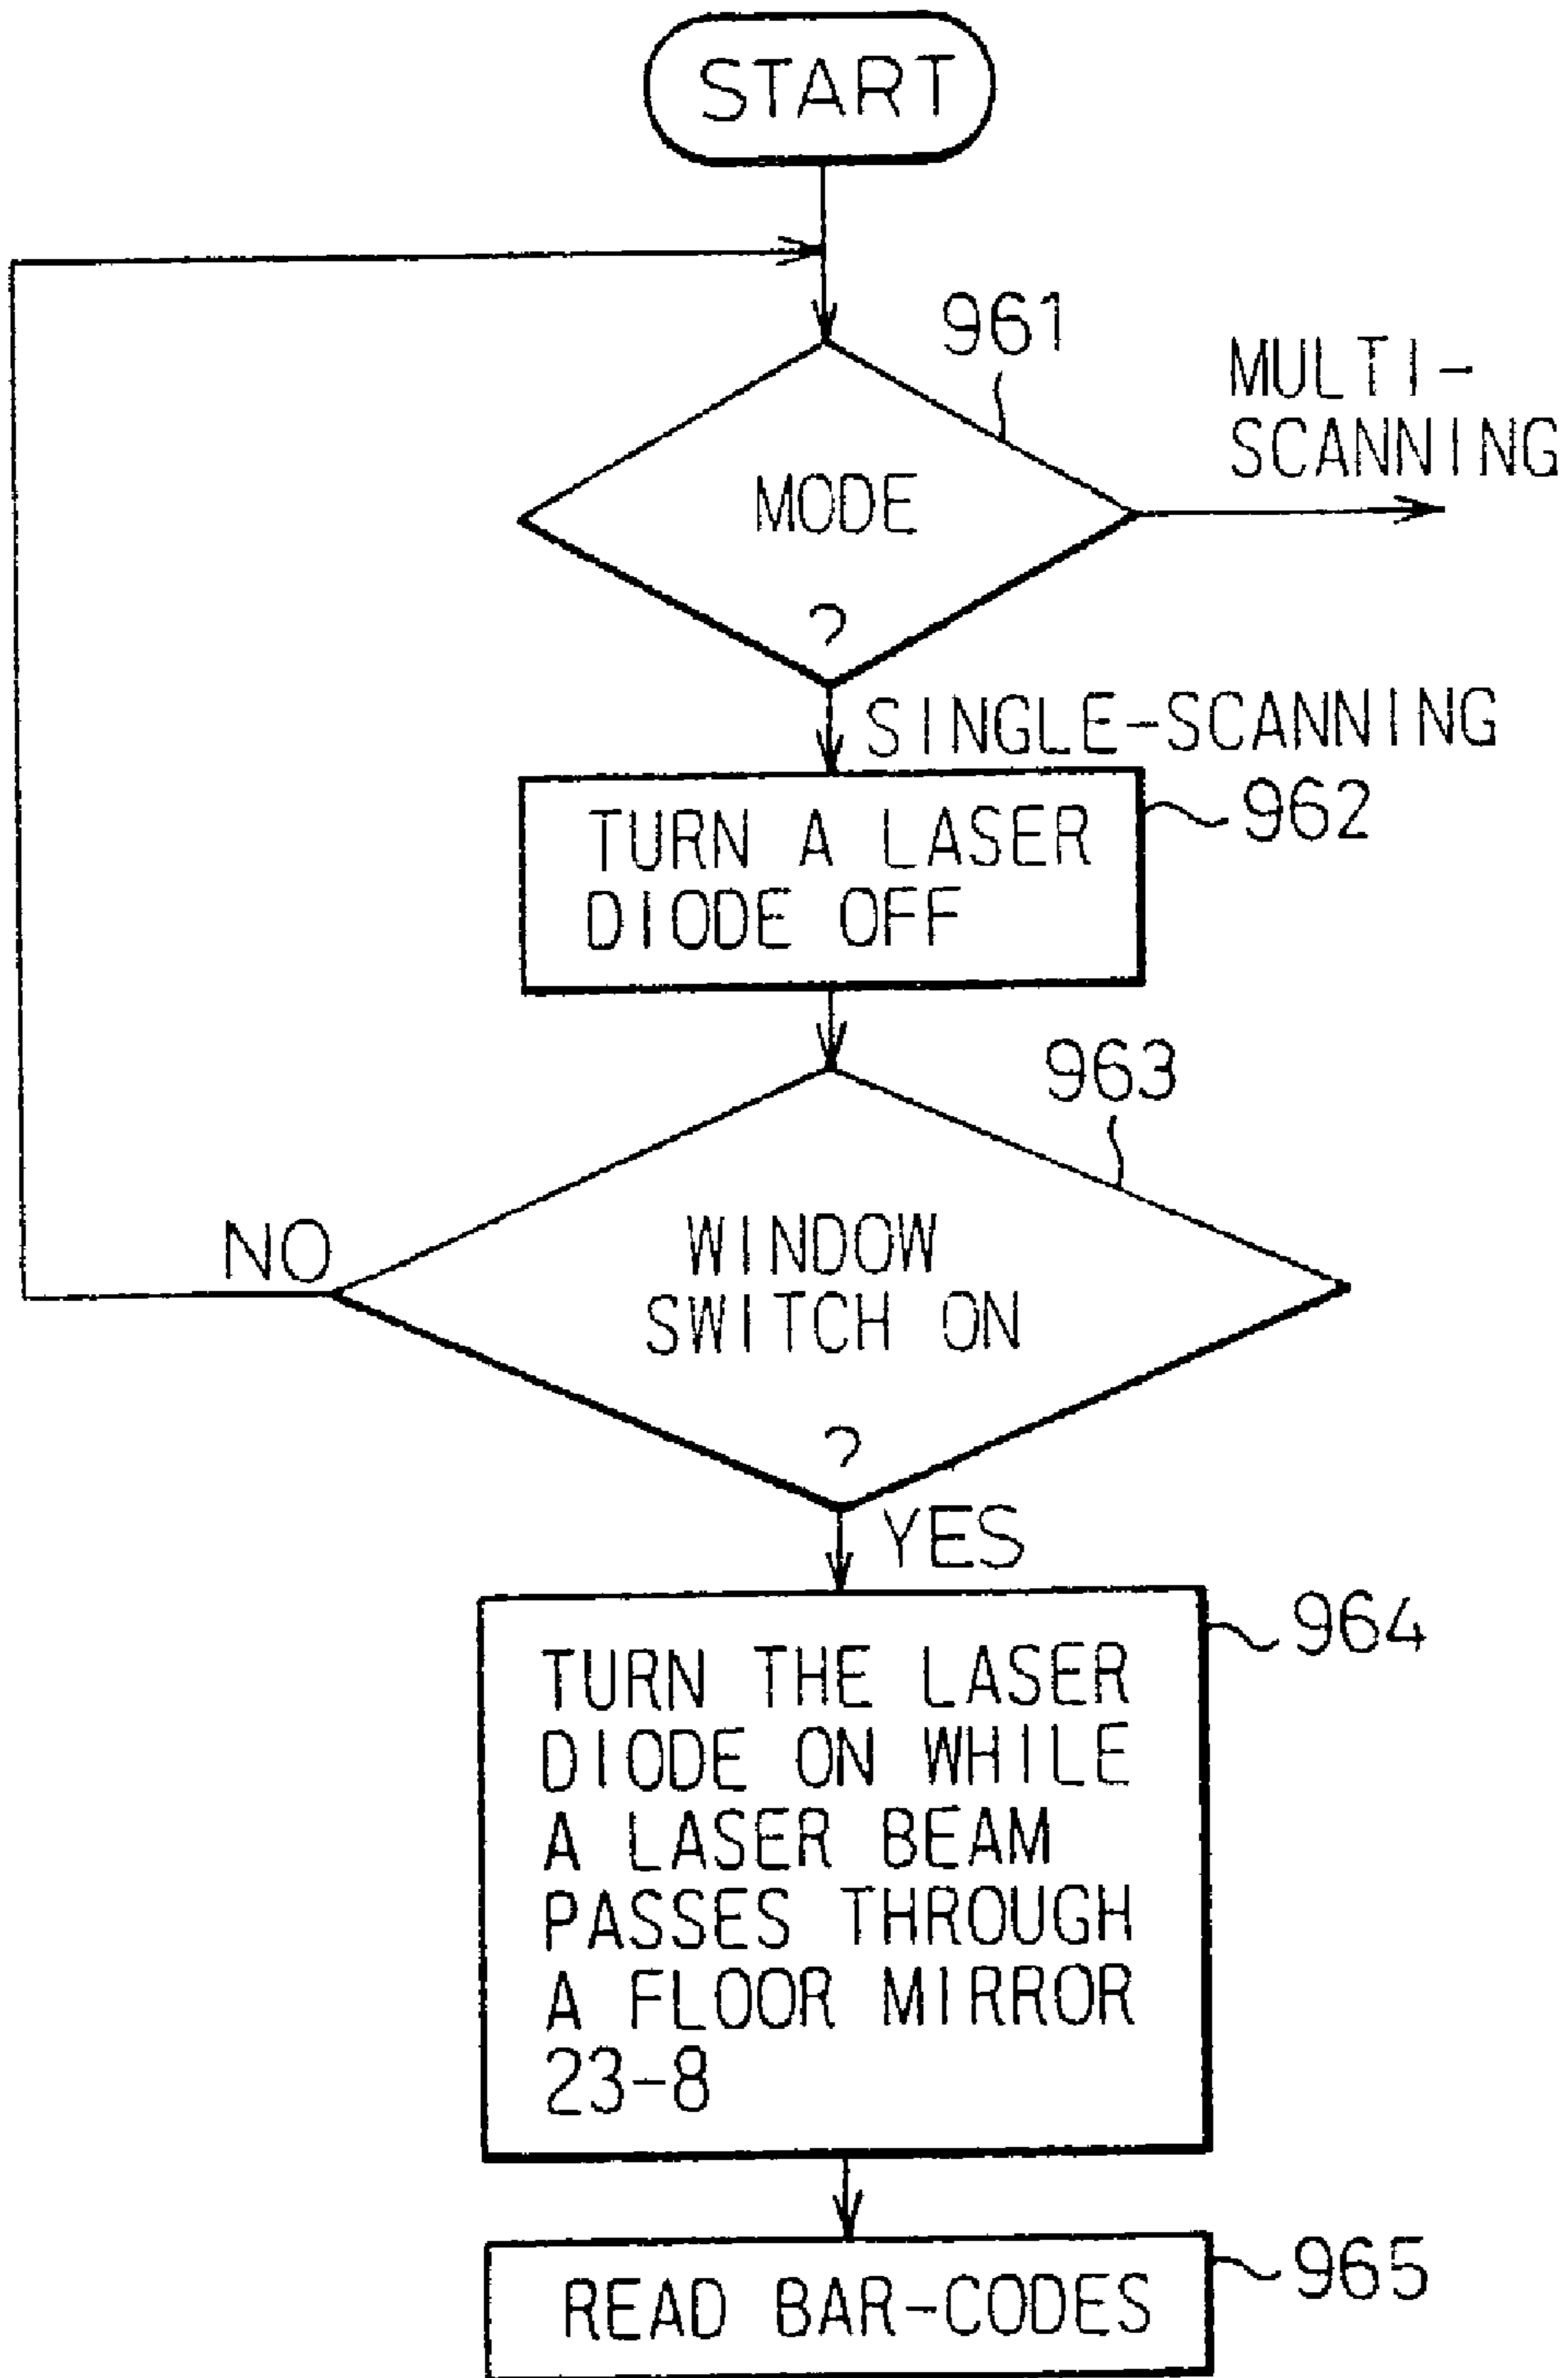 START
961
MULTI-
SCANNING
MODE
?
SINGLE-SCANNING
962
TURN A LASER
DIODE OFF
963
NO
WINDOW
SWITCH ON
?
YES
964
TURN THE LASER
DIODE ON WHILE
A LASER BEAM
PASSES THROUGH
A FLOOR MIRROR
23-8
965
READ BAR-CODES